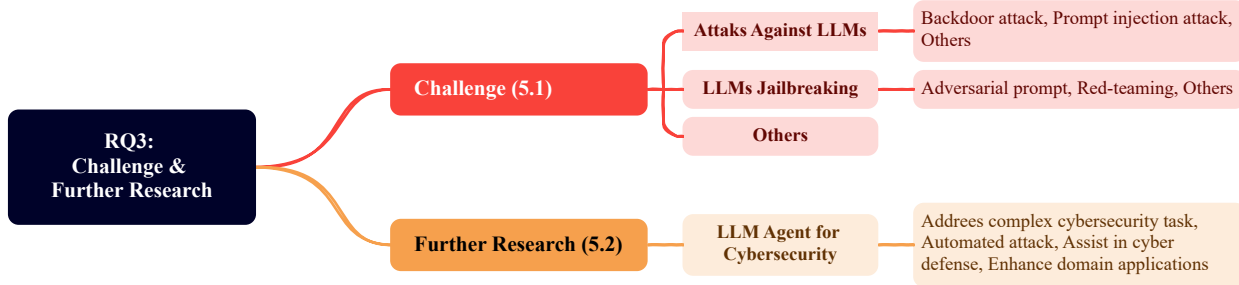 RQ3:
Challenge &
Further Research
Challenge (5.1)
Attaks Against LLMs
Backdoor attack, Prompt injection attack,
Others
LLMs Jailbreaking
Adversarial prompt, Red-teaming, Others
Others
Further Research (5.2)
LLM Agent for
Cybersecurity
Addrees complex cybersecurity task,
Automated attack, Assist in cyber
defense, Enhance domain applications